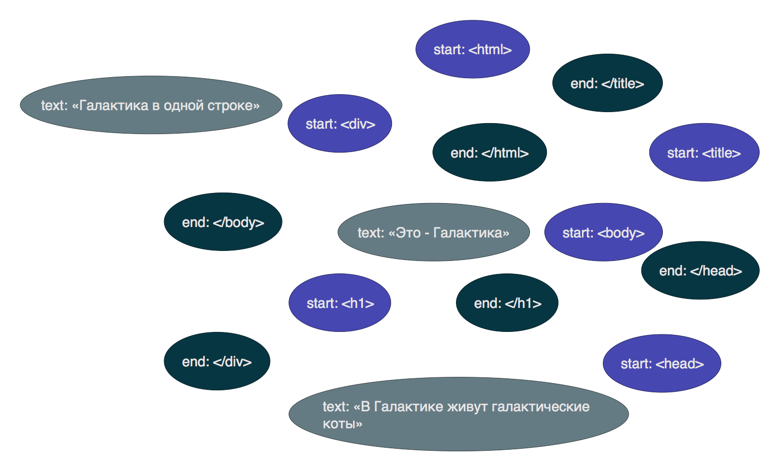 start: <html>
end: </title>
text: «Галактика в одной строке»
start: <div>
end: </html>
start: <title>
end: </body>
text: «Это - Галактика»
start: <body>
end: </head>
start: <h1>
end: </h1>
end: </div>
start: <head>
text: «В Галактике живут галактические
коты»